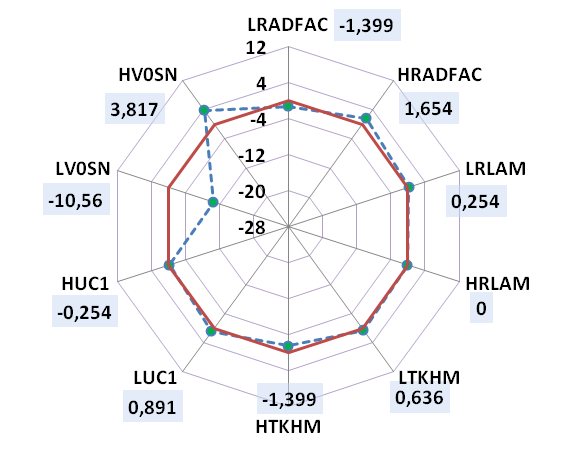 LRADFAC -1,399
12
HV0SN
HRADFAC
4
3,817
1,654
-4
-12
LV0SN
LRLAM
-20
-10,56
0,254
-28
HUC1
HRLAM
-0,254
0
LUC1
LTKHM
-1,399
0,636
0,891
HTKHM